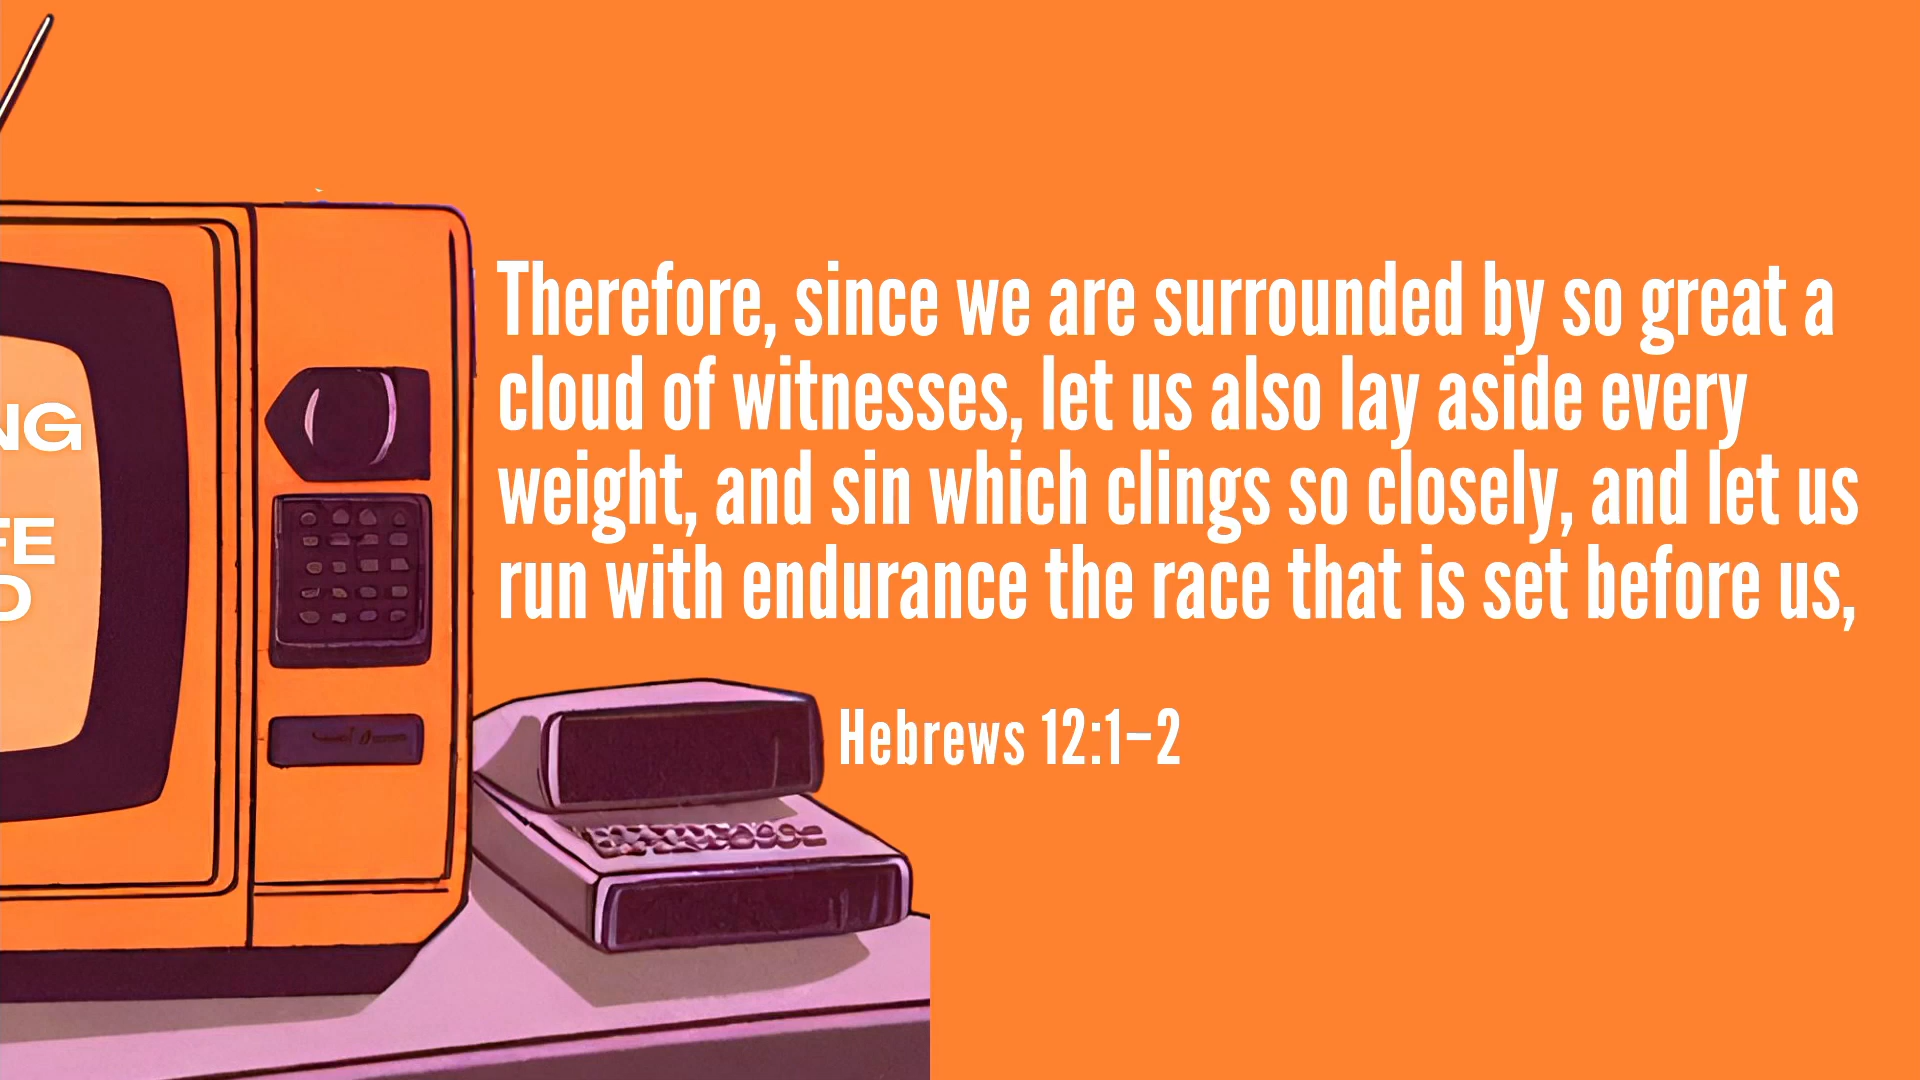 NG
FE
D
Therefore, since we are surrounded by so great a
cloud of witnesses, let us also lay aside every
weight, and sin which clings so closely, and let us
run with endurance the race that is set before us,
Hebrews 12:1–2